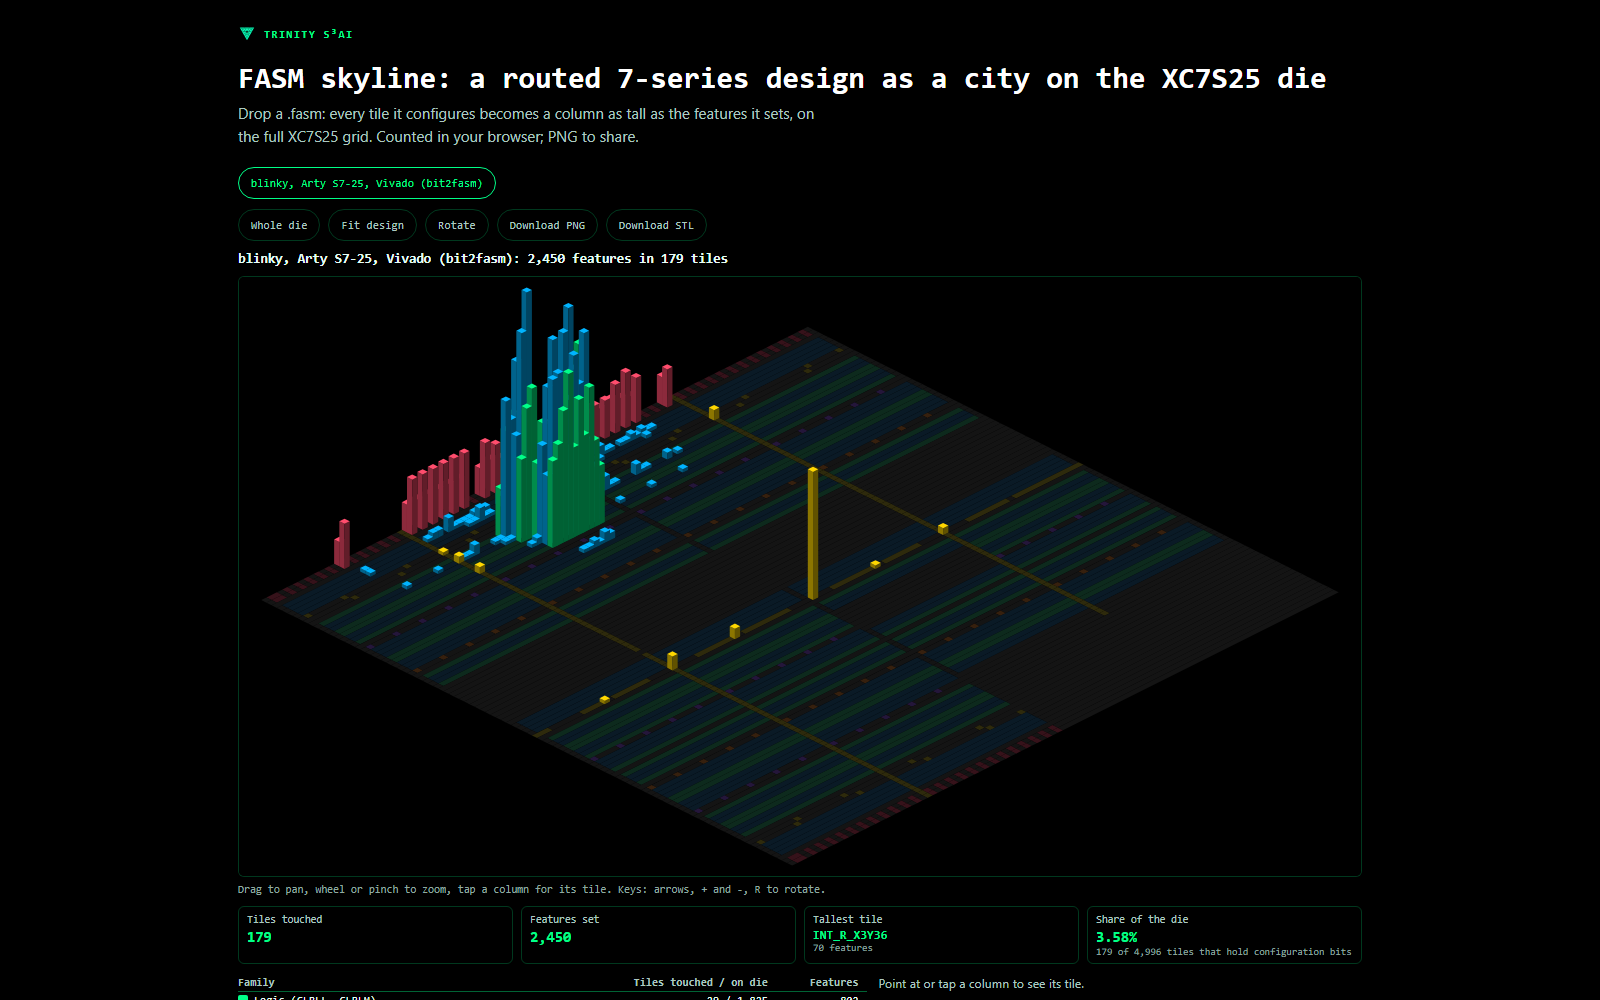 TRINITY S³AI
FASM skyline: a routed 7-series design as a city on the XC7S25 die
Drop a .fasm: every tile it configures becomes a column as tall as the features it sets, on
the full XC7S25 grid. Counted in your browser; PNG to share.
blinky, Arty S7-25, Vivado (bit2fasm)
Whole die Fit design Rotate Download PNG Download STL
blinky, Arty S7-25, Vivado (bit2fasm): 2,450 features in 179 tiles
Drag to pan, wheel or pinch to zoom, tap a column for its tile. Keys: arrows, + and -, R to rotate.
Tiles touched
179
Features set
2,450
Tallest tile
INT_R_X3Y36
70 features
Share of the die
3.58%
179 of 4,996 tiles that hold configuration bits
Family Tiles touched / on die Features
Point at or tap a column to see its tile.
Logic (CLBLL, CLBLM)